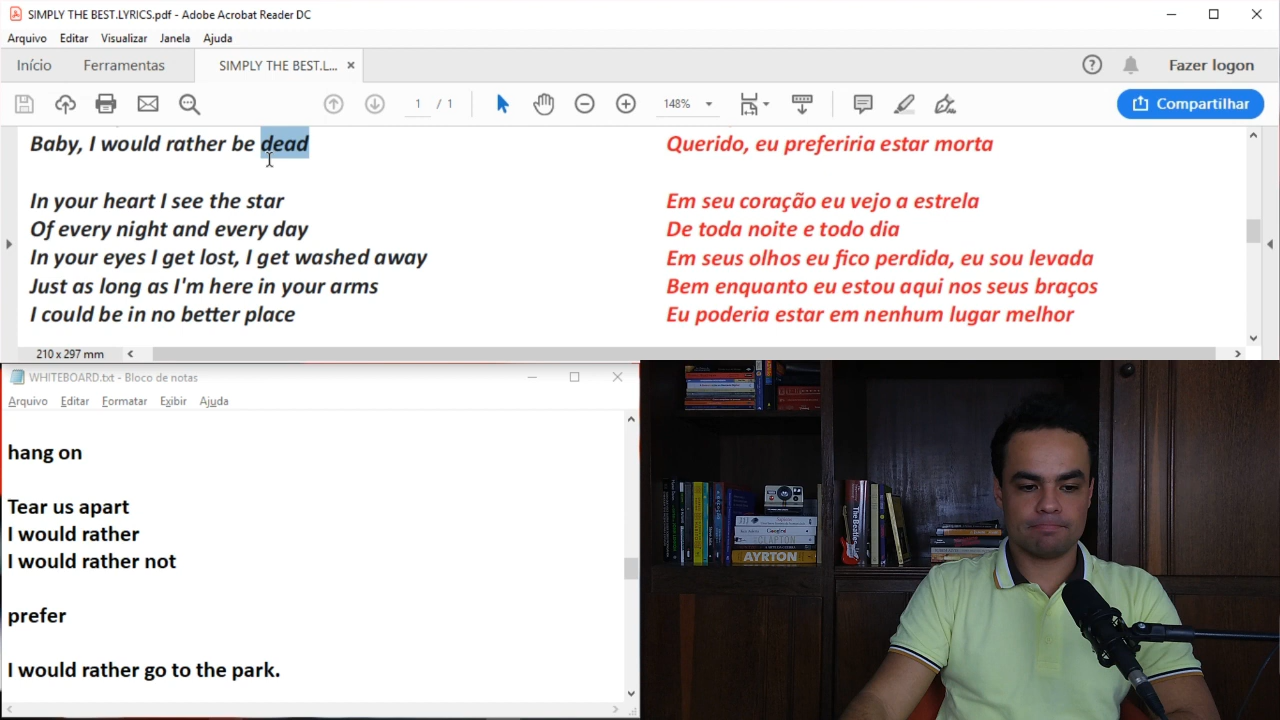 SIMPLY THE BEST.LYRICS.pdf - Adobe Acrobat Reader DC
Arquivo Editar Visualizar Janela Ajuda
Início Ferramentas SIMPLY THE BEST.L... × Fazer logon
1 / 1 148% Compartilhar
Baby, I would rather be dead
Querido, eu preferiria estar morta
In your heart I see the star
Em seu coração eu vejo a estrela
Of every night and every day
De toda noite e todo dia
In your eyes I get lost, I get washed away
Em seus olhos eu fico perdida, eu sou levada
Just as long as I'm here in your arms
Bem enquanto eu estou aqui nos seus braços
I could be in no better place
Eu poderia estar em nenhum lugar melhor
210 x 297 mm
WHITEBOARD.txt - Bloco de notas
Arquivo Editar Formatar Exibir Ajuda
hang on
Tear us apart
I would rather
I would rather not
prefer
I would rather go to the park.
The Beatles
CLAPTON
AYRTON